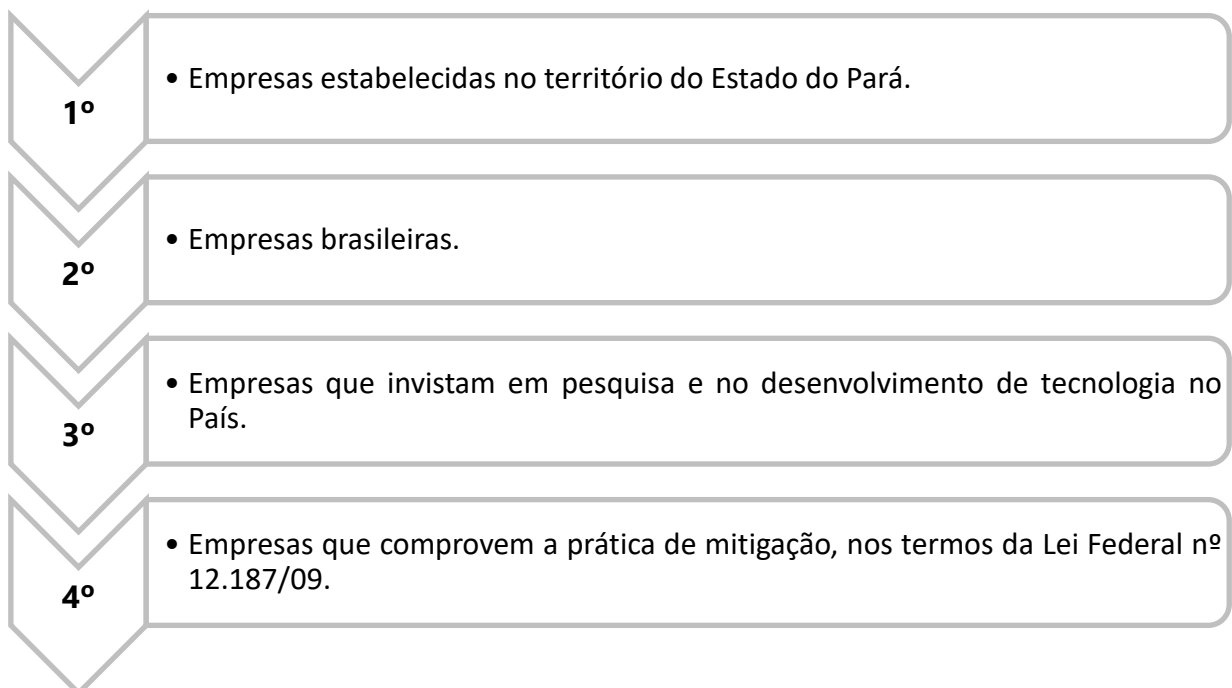 1º
• Empresas estabelecidas no território do Estado do Pará.
2º
• Empresas brasileiras.
3º
• Empresas que invistam em pesquisa e no desenvolvimento de tecnologia no
País.
4º
• Empresas que comprovem a prática de mitigação, nos termos da Lei Federal nº
12.187/09.